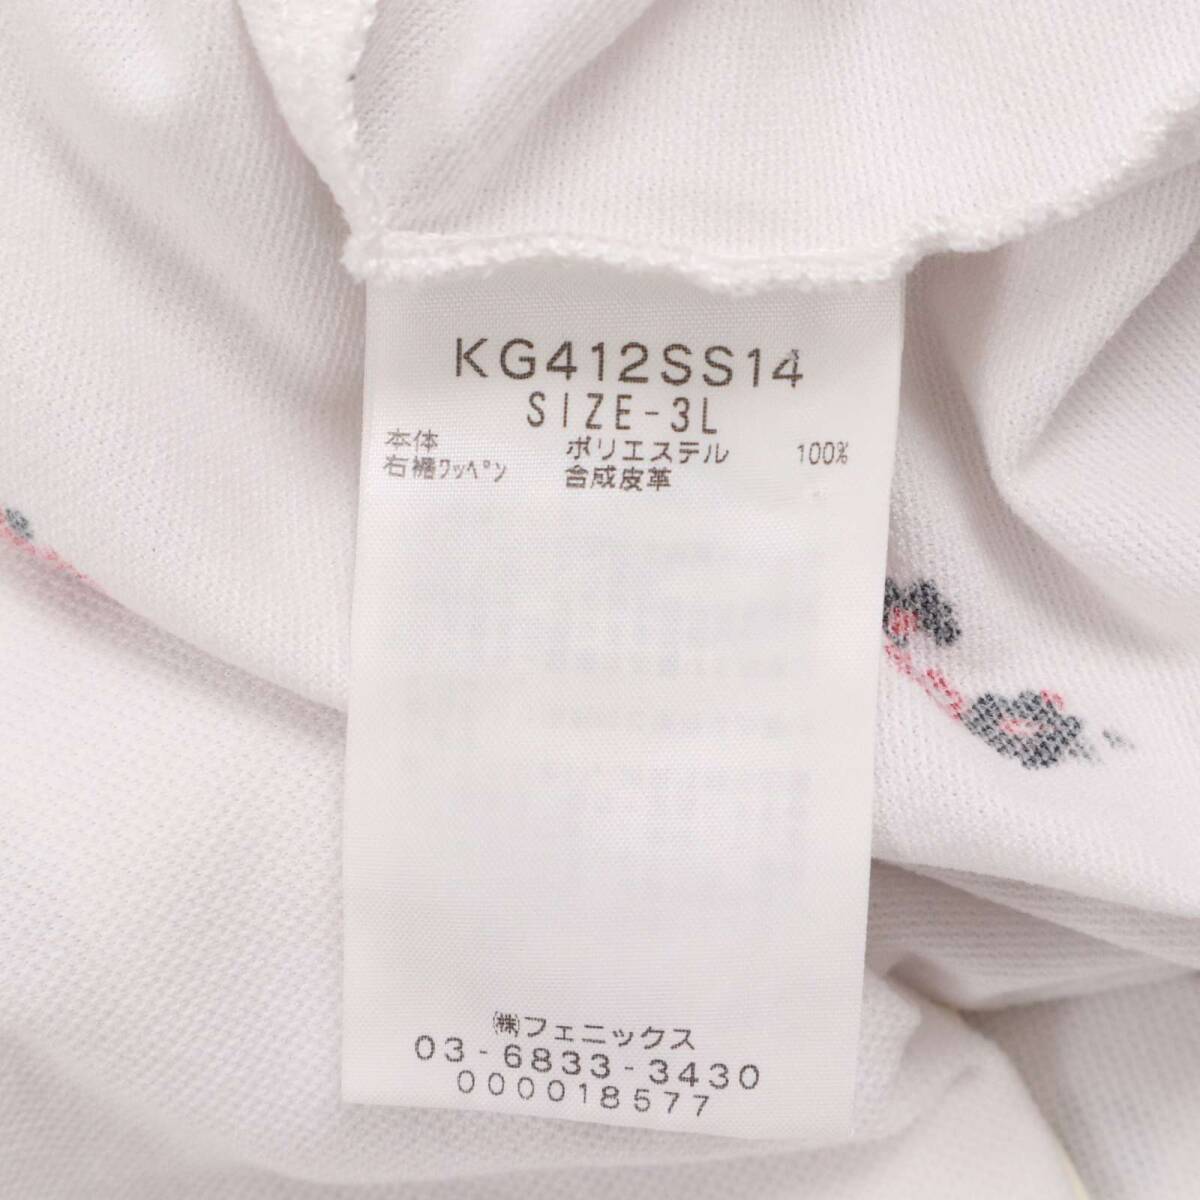 KG412SS14
SIZE-3L
本体 ポリエステル 100%
右襠ﾜｯﾍﾟﾝ 合成皮革
㈱フェニックス
03-6833-3430
000018577